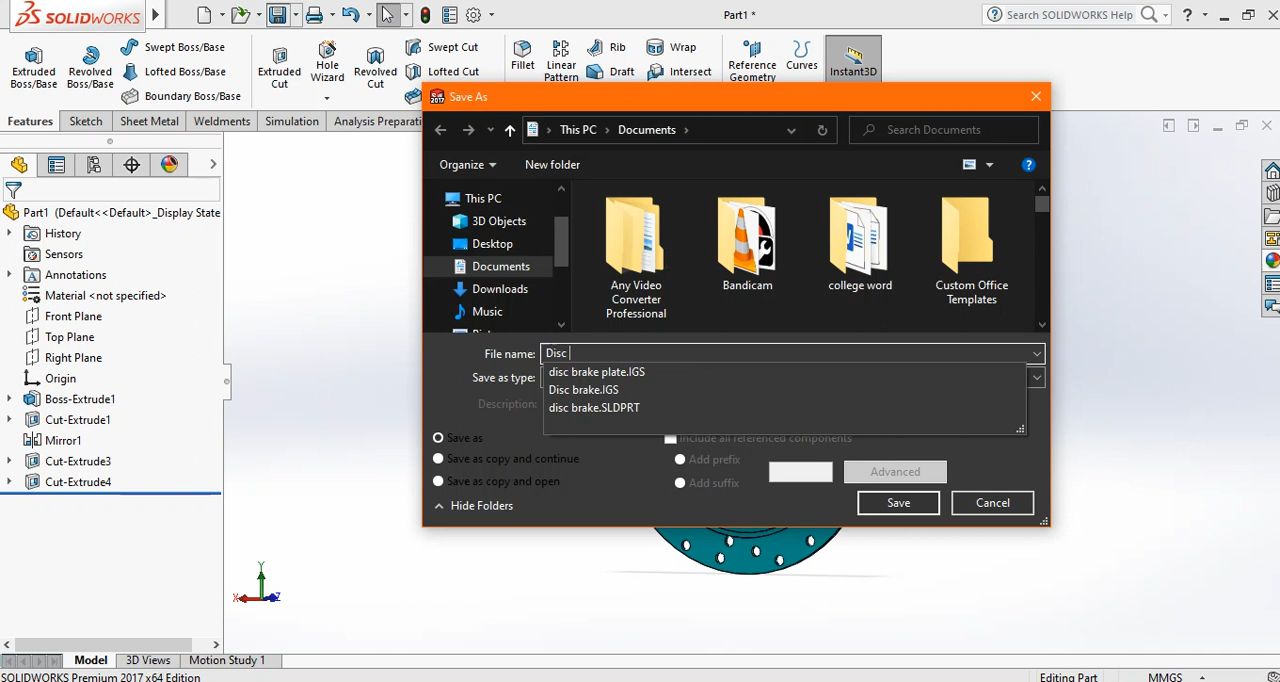 SOLIDWORKS
Part1 *
Search SOLIDWORKS Help
?
Extruded Boss/Base
Revolved Boss/Base
Swept Boss/Base
Lofted Boss/Base
Boundary Boss/Base
Extruded Cut
Hole Wizard
Revolved Cut
Swept Cut
Lofted Cut
Fillet
Linear Pattern
Rib
Draft
Wrap
Intersect
Reference Geometry
Curves
Instant3D
Features
Sketch
Sheet Metal
Weldments
Simulation
Analysis Preparati
Save As
This PC
Documents
Search Documents
Organize
New folder
?
This PC
3D Objects
Desktop
Documents
Downloads
Music
Any Video Converter Professional
Bandicam
college word
Custom Office Templates
File name:
Disc
Save as type:
Description:
disc brake plate.IGS
Disc brake.IGS
disc brake.SLDPRT
Save as
Save as copy and continue
Save as copy and open
Include all referenced components
Add prefix
Add suffix
Advanced
Hide Folders
Save
Cancel
Part1 (Default<<Default>_Display State
History
Sensors
Annotations
Material <not specified>
Front Plane
Top Plane
Right Plane
Origin
Boss-Extrude1
Cut-Extrude1
Mirror1
Cut-Extrude3
Cut-Extrude4
Y
X
Z
Model
3D Views
Motion Study 1
SOLIDWORKS Premium 2017 x64 Edition
Editing Part
MMGS